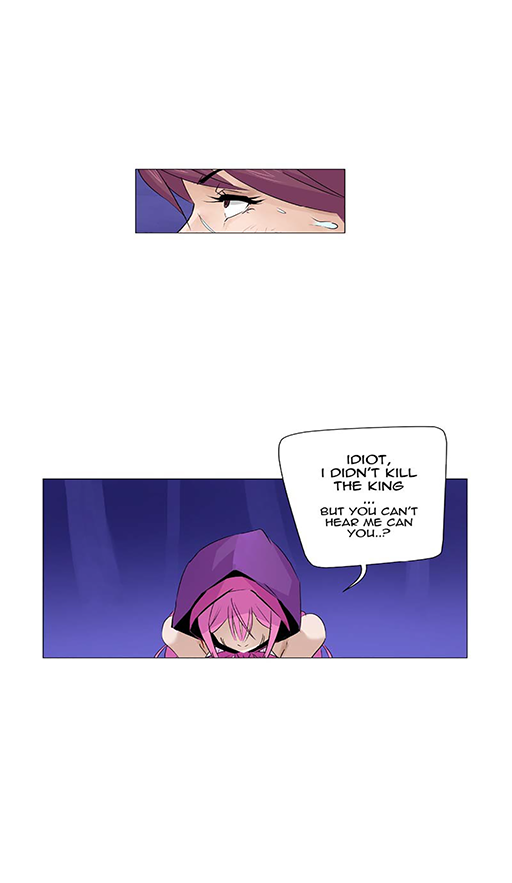 IDIOT,
I DIDN'T KILL
THE KING
...
BUT YOU CAN'T
HEAR ME CAN
YOU..?